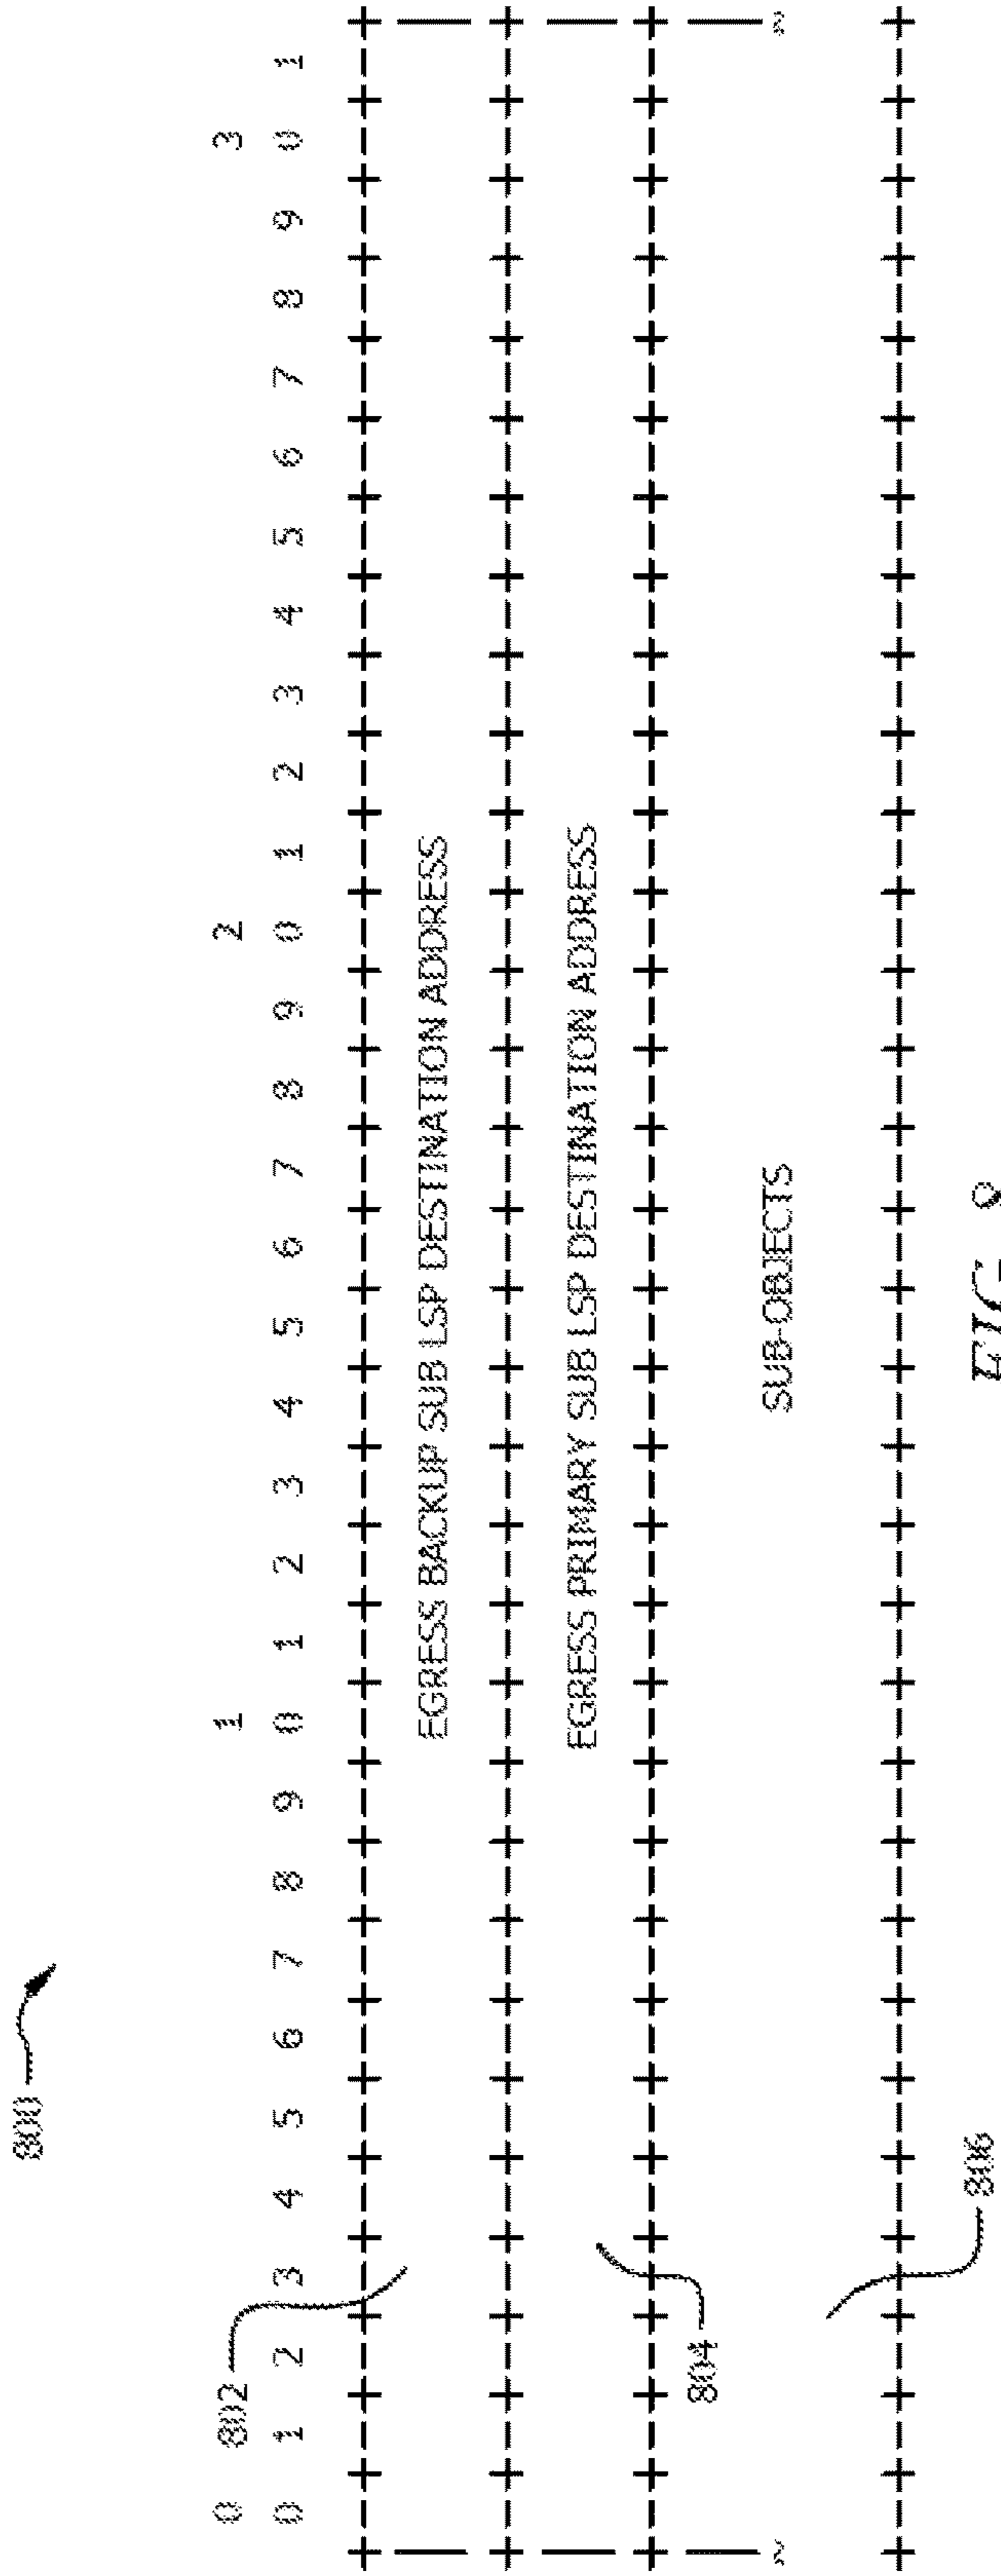 800
0 1 2 3
0 1 2 3 4 5 6 7 8 9 0 1 2 3 4 5 6 7 8 9 0 1 2 3 4 5 6 7 8 9 0 1
802
EGRESS BACKUP SUB LSP DESTINATION ADDRESS
EGRESS PRIMARY SUB LSP DESTINATION ADDRESS
804
~ SUB-OBJECTS ~
806
FIG. 8